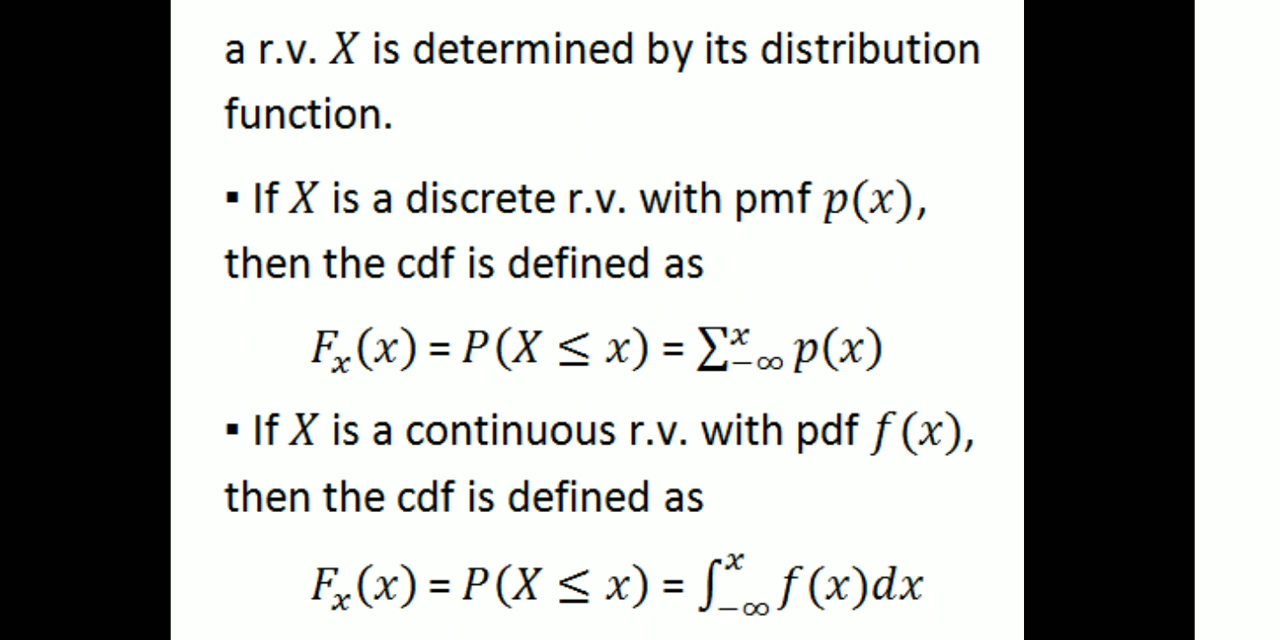 a r.v. X is determined by its distribution
function.
▪ If X is a discrete r.v. with pmf p(x),
then the cdf is defined as
Fₓ(x) = P(X ≤ x) = ∑₋∞ˣ p(x)
▪ If X is a continuous r.v. with pdf f(x),
then the cdf is defined as
Fₓ(x) = P(X ≤ x) = ∫₋∞ˣ f(x)dx